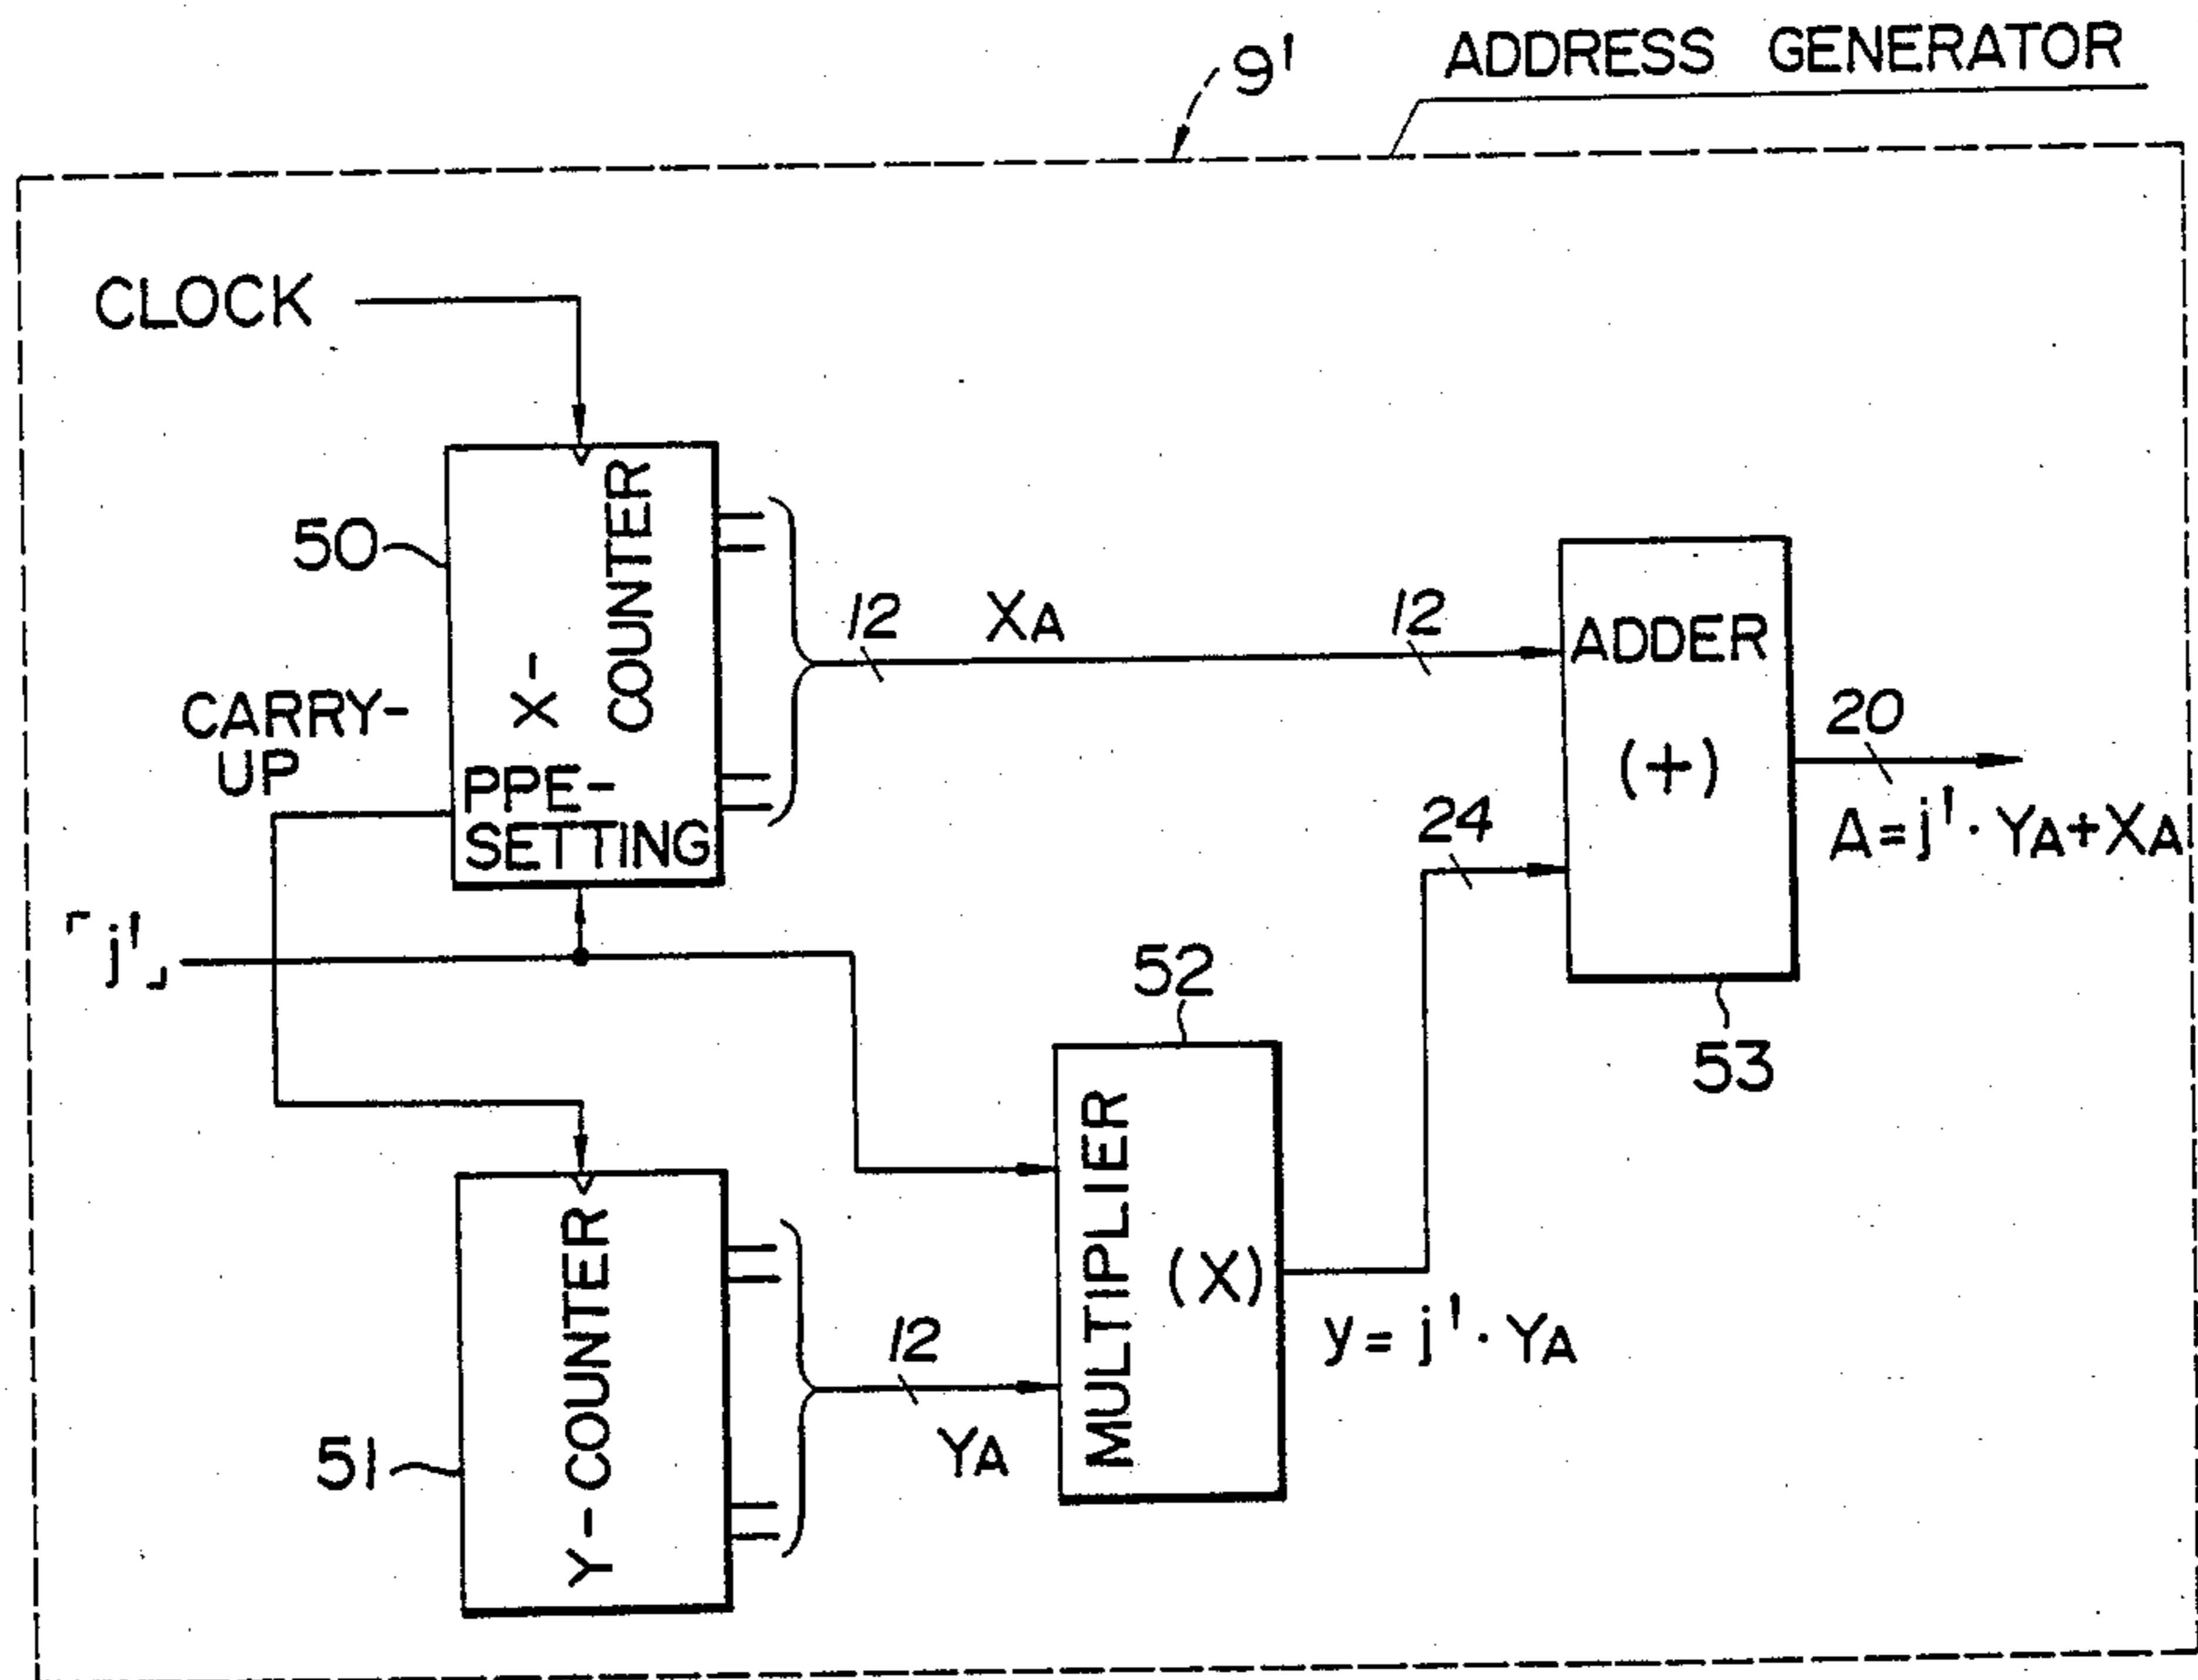 9'
ADDRESS GENERATOR
CLOCK
50
X-
COUNTER
12
XA
12
ADDER
(+)
20
A=j'·YA+XA
CARRY-
UP
PPE-
SETTING
24
「j'」
52
53
MULTIPLIER
(X)
y=j'·YA
51
Y-COUNTER
12
YA